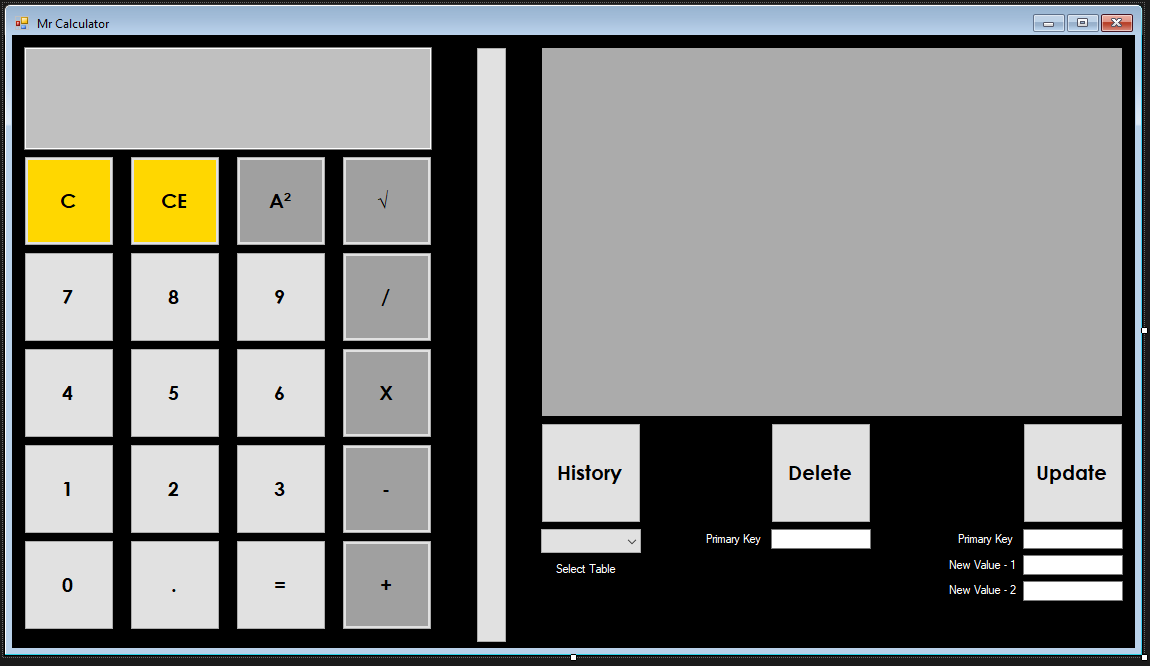 Mr Calculator
C CE A² √
7 8 9 /
4 5 6 X
1 2 3 -
0 . = +
History Delete Update
Primary Key Primary Key
Select Table New Value - 1
New Value - 2